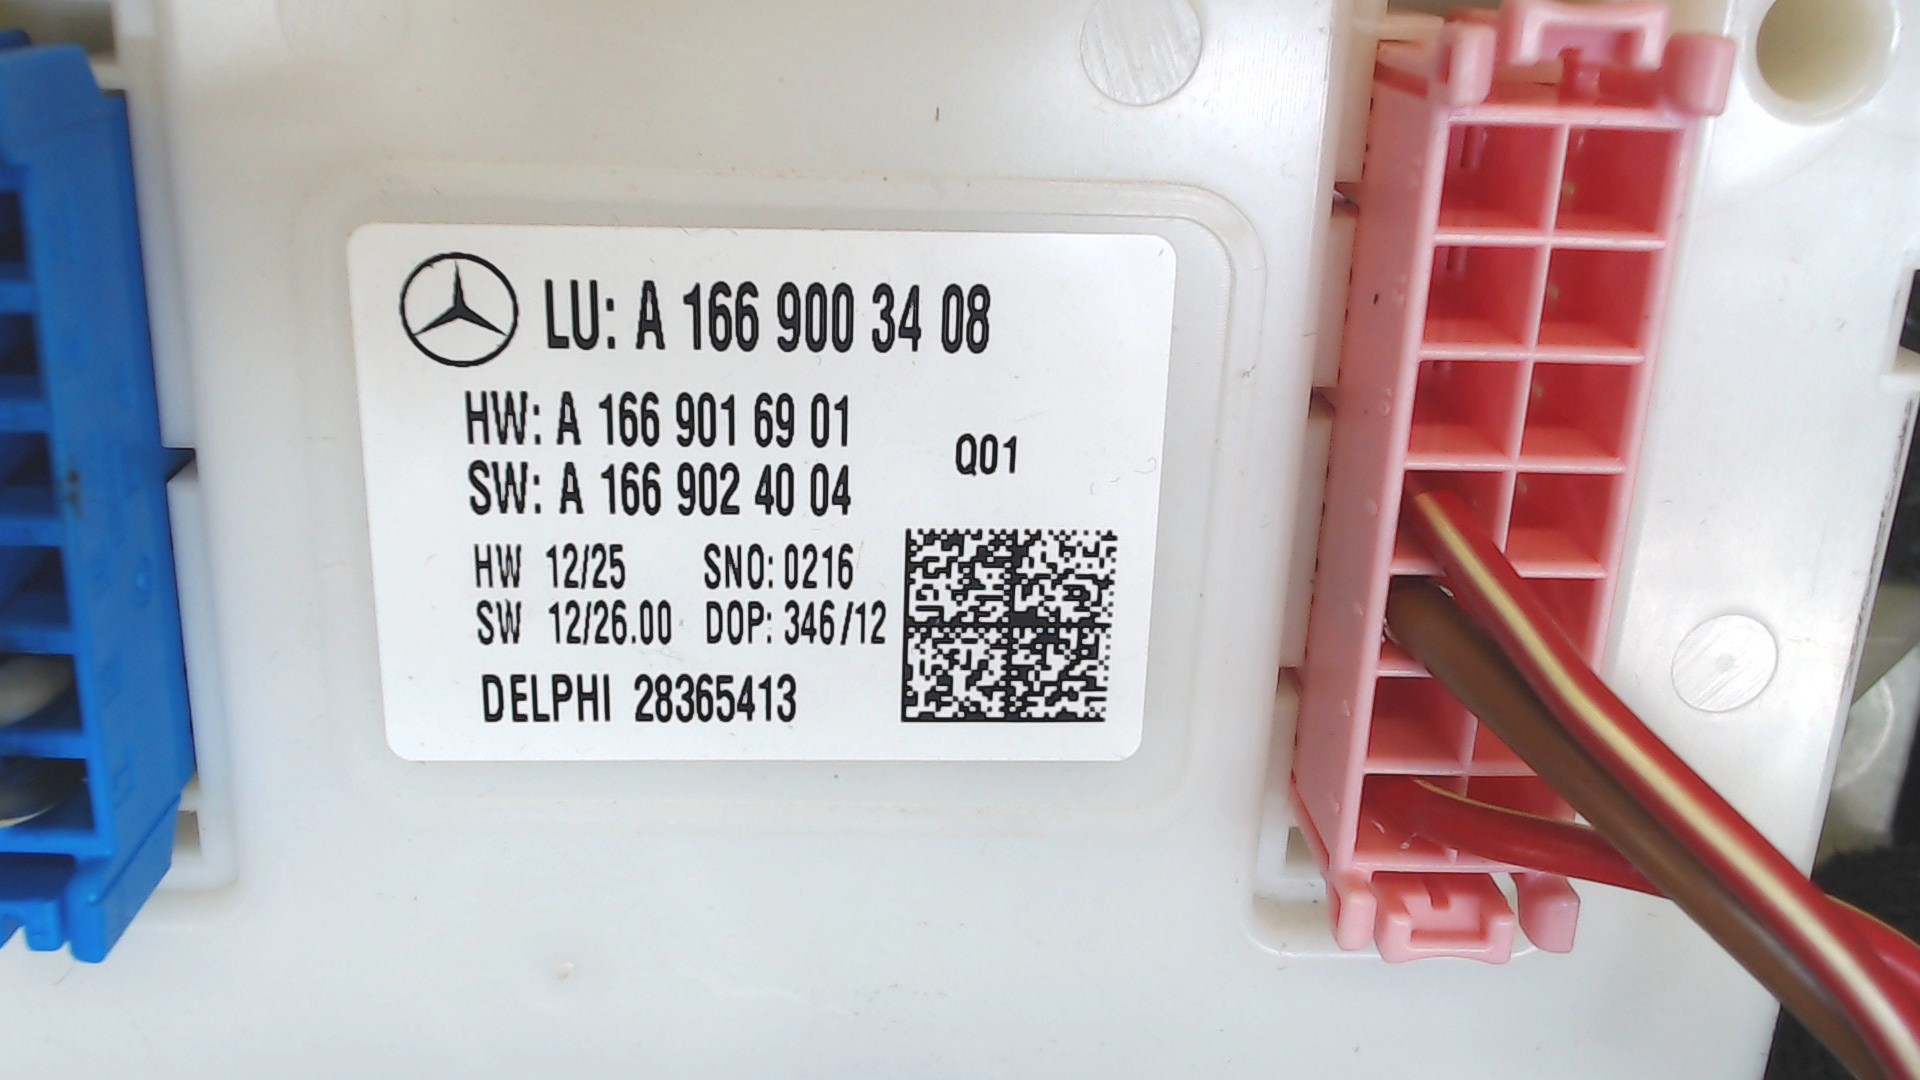 LU: A 166 900 34 08
HW: A 166 901 69 01
SW: A 166 902 40 04
Q01
HW 12/25 SNO: 0216
SW 12/26.00 DOP: 346/12
DELPHI 28365413